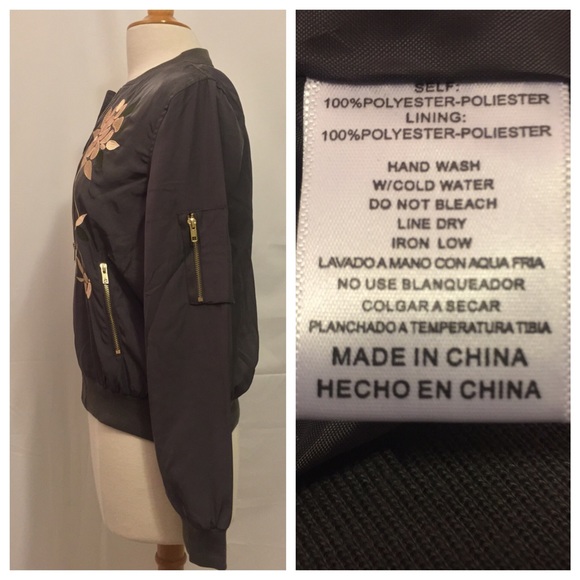 SELF:
100%POLYESTER-POLIESTER
LINING:
100%POLYESTER-POLIESTER
HAND WASH
W/COLD WATER
DO NOT BLEACH
LINE DRY
IRON LOW
LAVADO A MANO CON AQUA FRIA
NO USE BLANQUEADOR
COLGAR A SECAR
PLANCHADO A TEMPERATURA TIBIA
MADE IN CHINA
HECHO EN CHINA